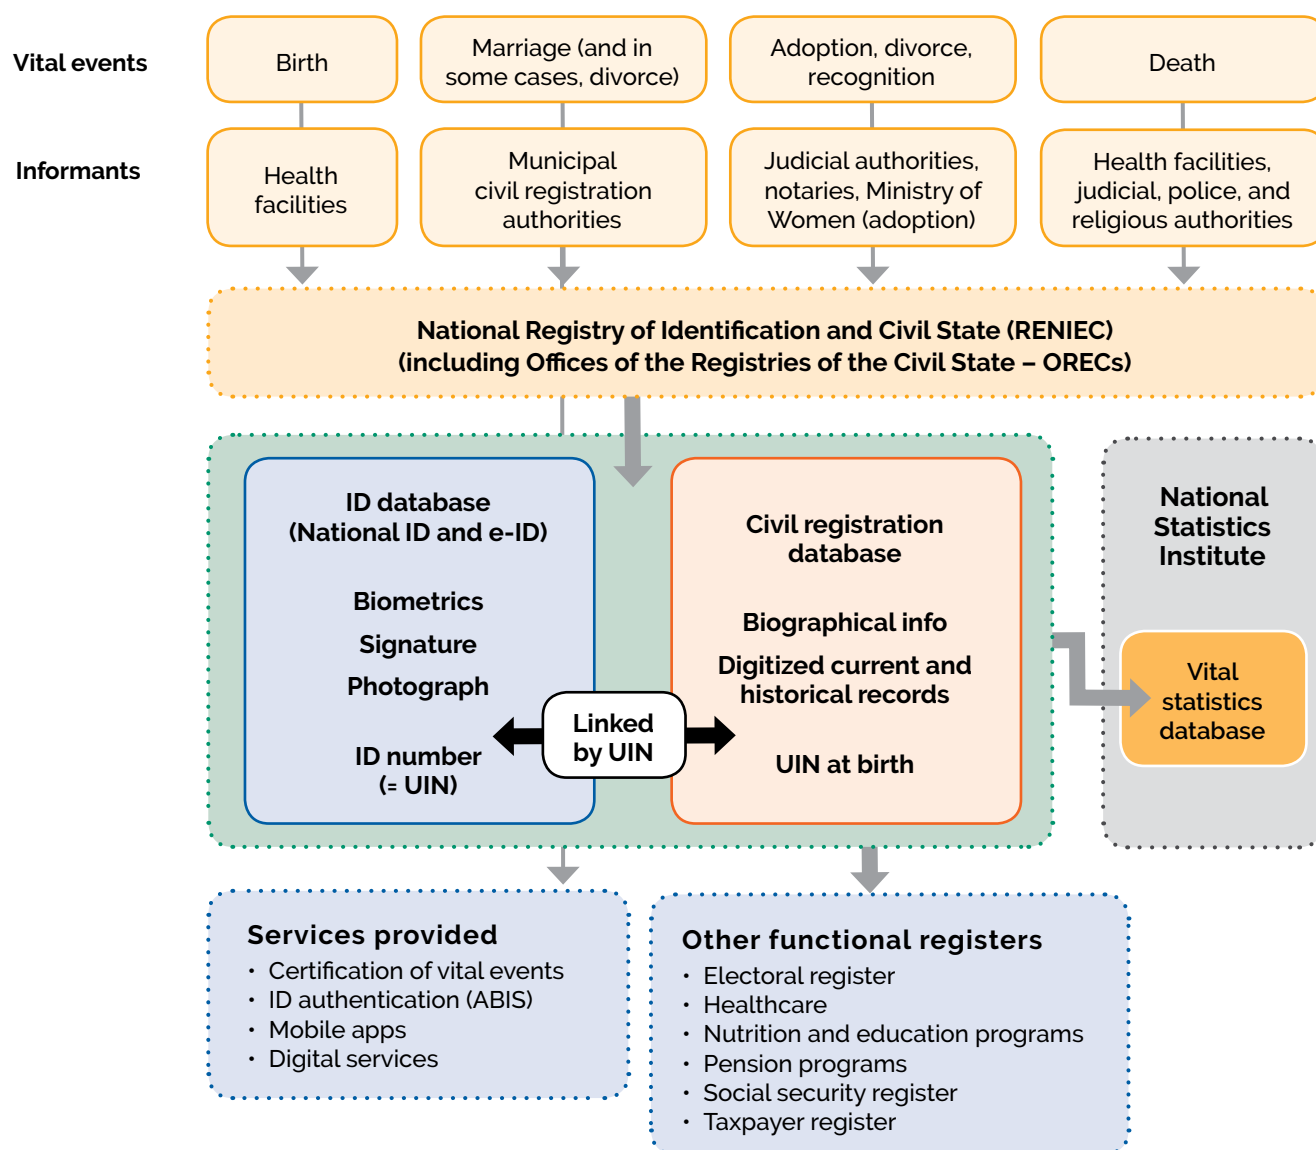 Vital events
Birth
Marriage (and in
some cases, divorce)
Adoption, divorce,
recognition
Death
Informants
Health
facilities
Municipal
civil registration
authorities
Judicial authorities,
notaries, Ministry of
Women (adoption)
Health facilities,
judicial, police, and
religious authorities
National Registry of Identification and Civil State (RENIEC)
(including Offices of the Registries of the Civil State – ORECs)
ID database
(National ID and e-ID)
Biometrics
Signature
Photograph
ID number
(= UIN)
Linked
by UIN
Civil registration
database
Biographical info
Digitized current and
historical records
UIN at birth
National
Statistics
Institute
Vital
statistics
database
Services provided
• Certification of vital events
• ID authentication (ABIS)
• Mobile apps
• Digital services
Other functional registers
• Electoral register
• Healthcare
• Nutrition and education programs
• Pension programs
• Social security register
• Taxpayer register